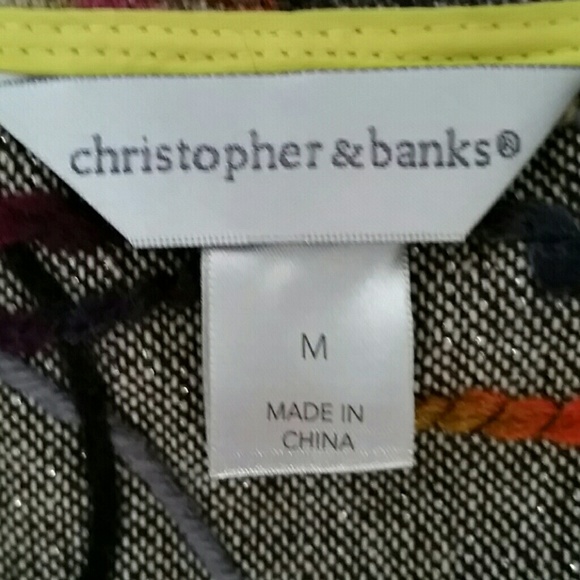 christopher & banks®
M
MADE IN
CHINA